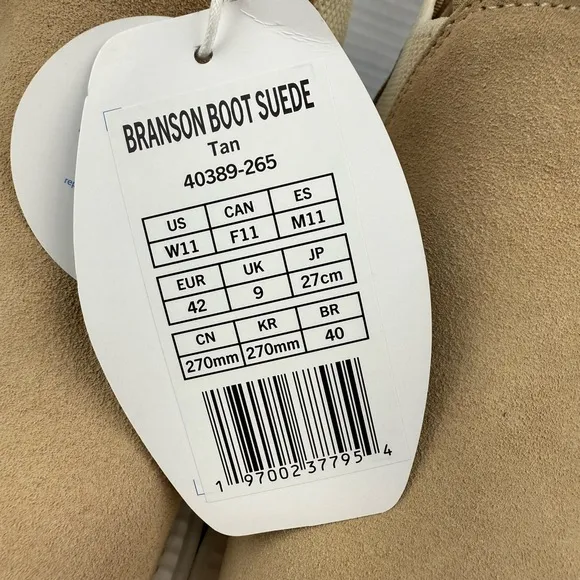 BRANSON BOOT SUEDE
Tan
40389-265
US CAN ES
W11 F11 M11
EUR UK JP
42 9 27cm
CN KR BR
270mm 270mm 40
1 97002 37795 4